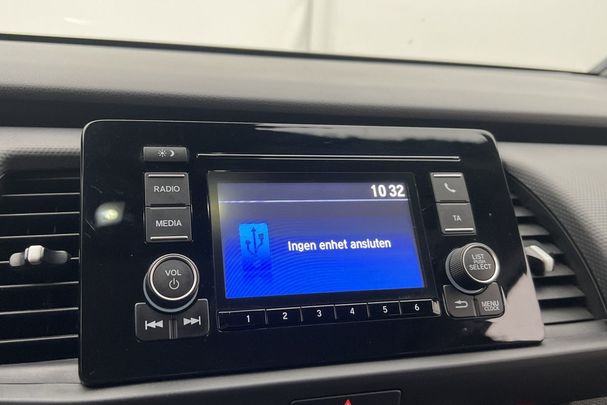 RADIO
MEDIA
VOL
10 32
Ingen enhet ansluten
TA
LIST
PUSH
SELECT
MENU
CLOCK
1 2 3 4 5 6